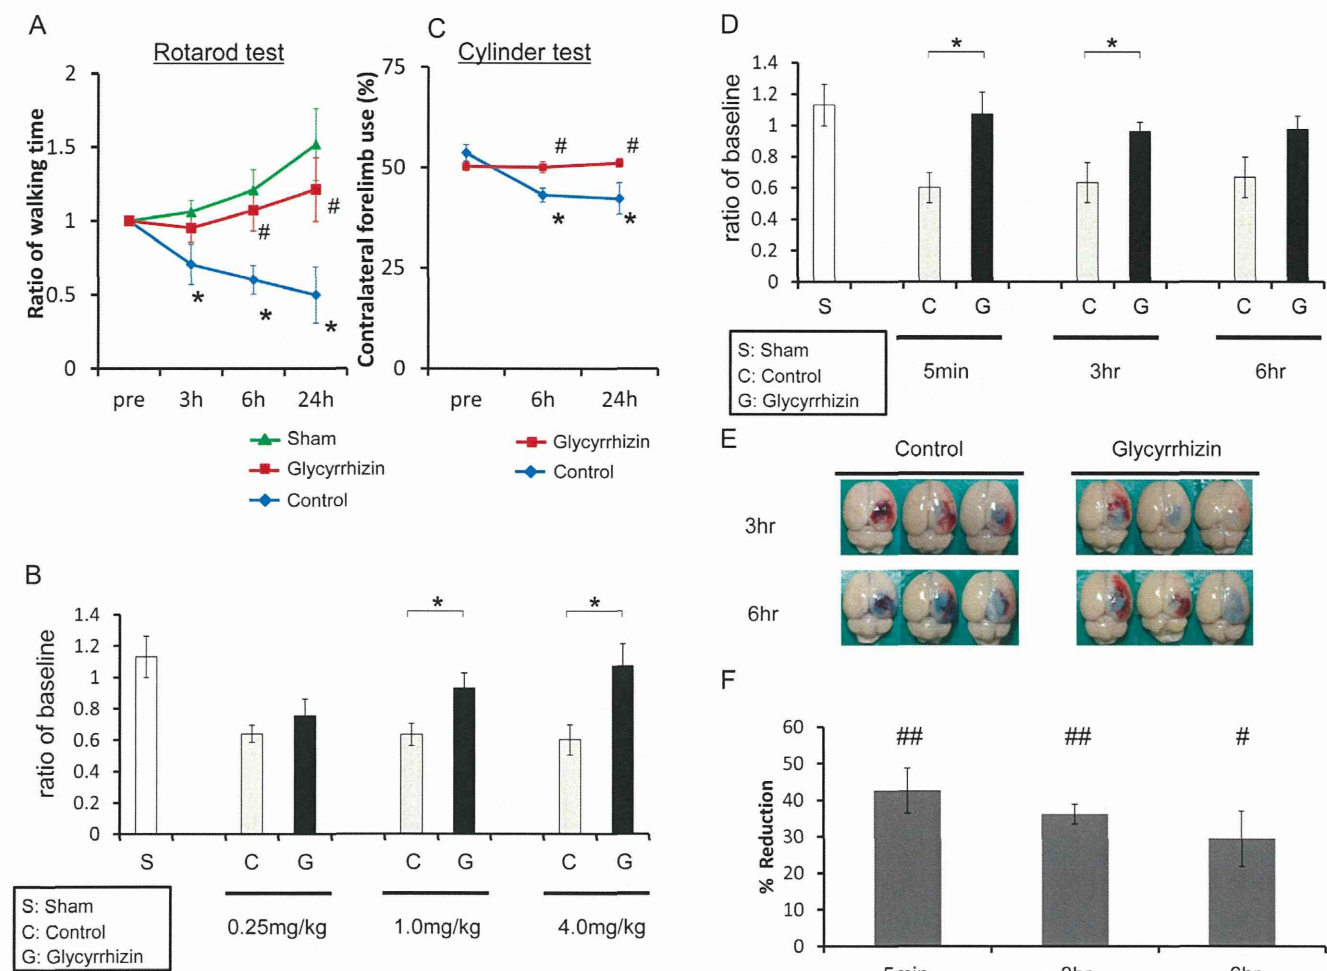 A
Rotarod test
Ratio of walking time
2
1.5
1
0.5
0
*
*
*
#
#
pre 3h 6h 24h
Sham
Glycyrrhizin
Control
C
Cylinder test
Contralateral forelimb use (%)
75
50
25
0
# #
* *
pre 6h 24h
Glycyrrhizin
Control
B
ratio of baseline
1.4
1.2
1
0.8
0.6
0.4
0.2
0
* *
S C G C G C G
0.25mg/kg 1.0mg/kg 4.0mg/kg
S: Sham
C: Control
G: Glycyrrhizin
D
ratio of baseline
1.4
1.2
1
0.8
0.6
0.4
0.2
0
* *
S C G C G C G
5min 3hr 6hr
S: Sham
C: Control
G: Glycyrrhizin
E
Control Glycyrrhizin
3hr
6hr
F
% Reduction
60
50
40
30
20
10
0
## ## #
5min 3hr 6hr